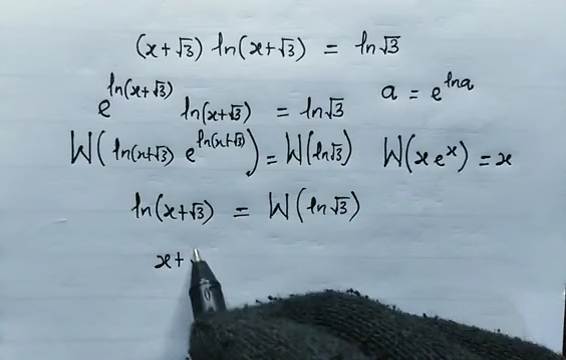 (x+√3) ln(x+√3) = ln√3
e^{ln(x+√3)} ln(x+√3) = ln√3 a = e^{ln a}
W( ln(x+√3) e^{ln(x+√3)} ) = W(ln√3) W(x e^x) = x
ln(x+√3) = W(ln√3)
x+